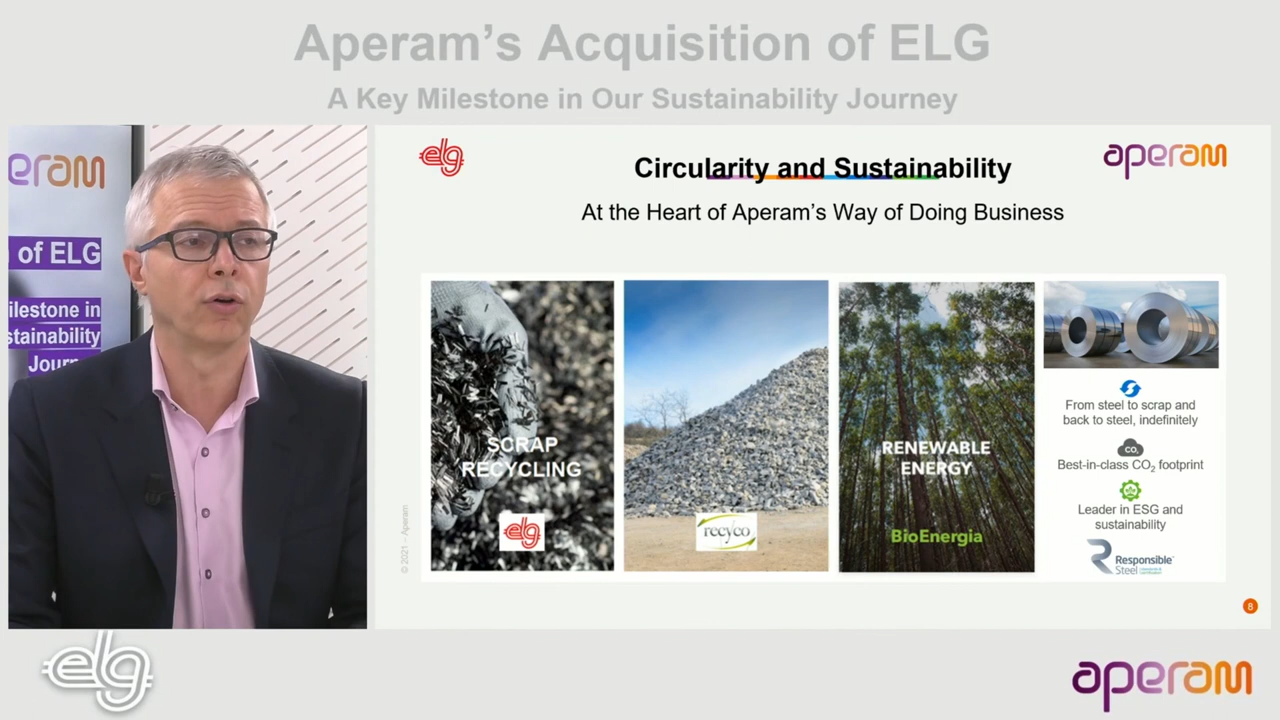 Aperam's Acquisition of ELG
A Key Milestone in Our Sustainability Journey
eram
of ELG
ilestone in
stainability
Jour
elg
Circularity and Sustainability
aperam
At the Heart of Aperam's Way of Doing Business
SCRAP
RECYCLING
elg
recyco
RENEWABLE
ENERGY
BioEnergia
From steel to scrap and
back to steel, indefinitely
CO₂
Best-in-class CO₂ footprint
Leader in ESG and
sustainability
Responsible
Steel
© 2021 - Aperam
8
elg
aperam